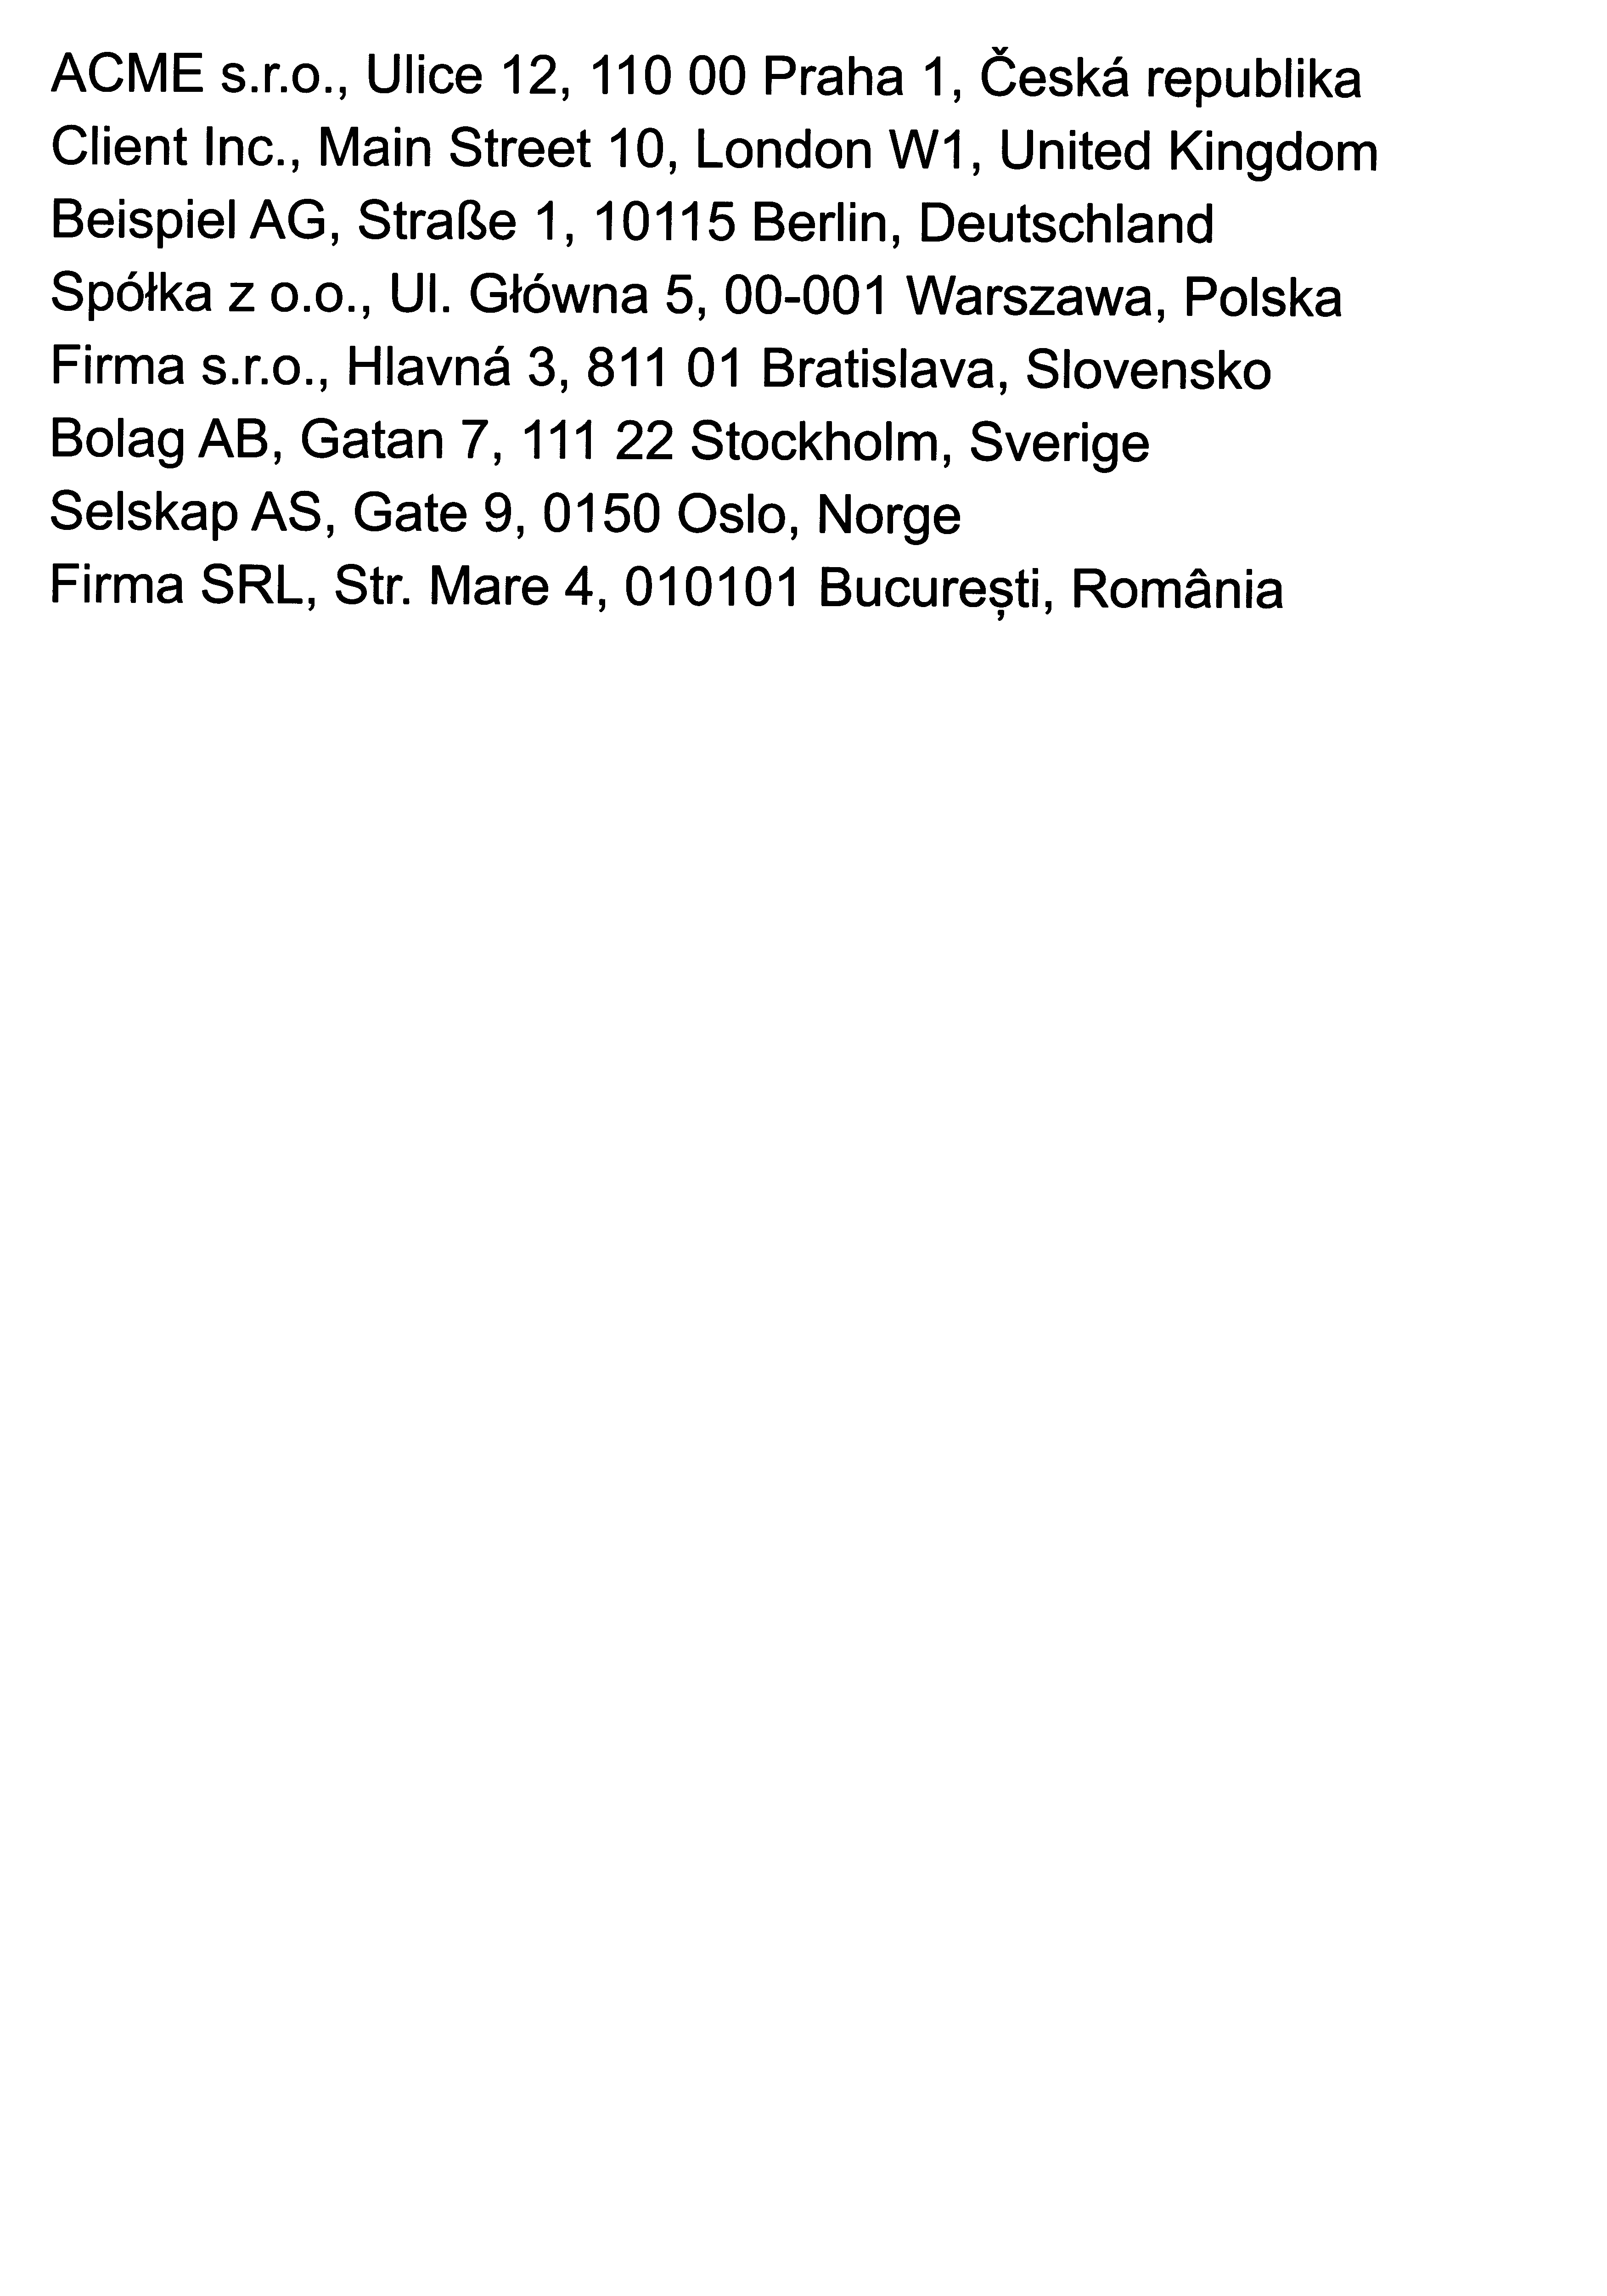 ACME s.r.o., Ulice 12, 110 00 Praha 1, Česká republika
Client Inc., Main Street 10, London W1, United Kingdom
Beispiel AG, Straße 1, 10115 Berlin, Deutschland
Spółka z o.o., Ul. Główna 5, 00-001 Warszawa, Polska
Firma s.r.o., Hlavná 3, 811 01 Bratislava, Slovensko
Bolag AB, Gatan 7, 111 22 Stockholm, Sverige
Selskap AS, Gate 9, 0150 Oslo, Norge
Firma SRL, Str. Mare 4, 010101 București, România